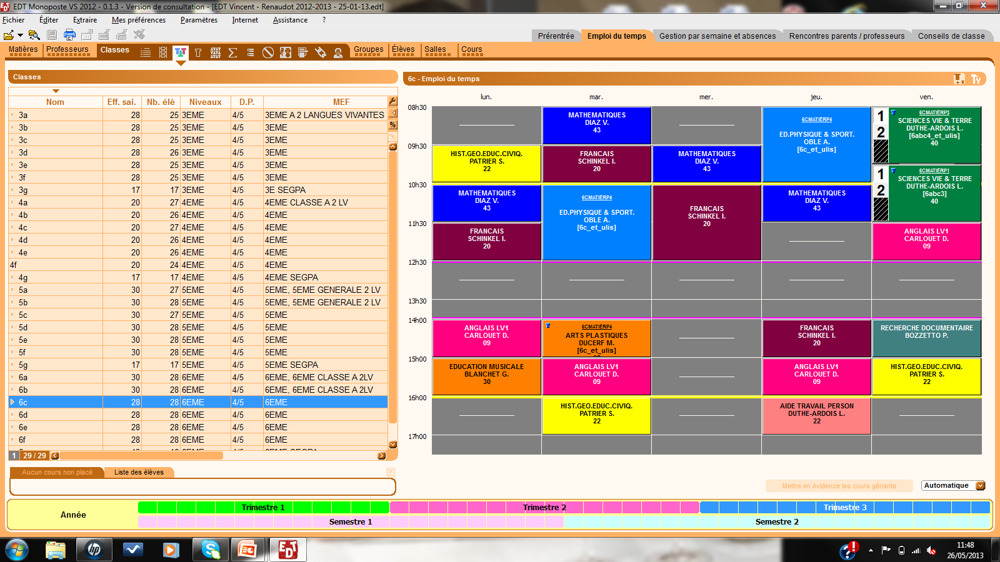 EDT Monoposte VS 2012 - 0.1.3 - Version de consultation - [EDT Vincent - Renaudot 2012-2013 - 25-01-13.edt]
Fichier Éditer Extraire Mes préférences Paramètres Internet Assistance ?
Prérentrée Emploi du temps Gestion par semaine et absences Rencontres parents / professeurs Conseils de classe
Matières Professeurs Classes Groupes Élèves Salles Cours
Classes
Nom Eff. sai. Nb. élè Niveaux D.P. MEF
3a 28 25 3EME 4/5 3EME A 2 LANGUES VIVANTES
3b 28 25 3EME 4/5 3EME
3c 28 25 3EME 4/5 3EME
3d 28 26 3EME 4/5 3EME
3e 28 25 3EME 4/5 3EME
3f 28 25 3EME 4/5 3EME
3g 17 17 3EME 4/5 3E SEGPA
4a 20 27 4EME 4/5 4EME CLASSE A 2 LV
4b 20 26 4EME 4/5 4EME
4c 20 27 4EME 4/5 4EME
4d 20 26 4EME 4/5 4EME
4e 20 26 4EME 4/5 4EME
4f 20 24 4EME 4/5 4EME
4g 17 17 4EME 4/5 4EME SEGPA
5a 30 27 5EME 4/5 5EME, 5EME GENERALE 2 LV
5b 30 28 5EME 4/5 5EME, 5EME GENERALE 2 LV
5c 30 27 5EME 4/5 5EME
5d 30 28 5EME 4/5 5EME
5e 30 28 5EME 4/5 5EME
5f 30 28 5EME 4/5 5EME
5g 17 17 5EME 4/5 5EME SEGPA
6a 30 28 6EME 4/5 6EME, 6EME CLASSE A 2LV
6b 30 28 6EME 4/5 6EME, 6EME CLASSE A 2LV
6c 28 28 6EME 4/5 6EME
6d 28 28 6EME 4/5 6EME
6e 28 28 6EME 4/5 6EME
6f 28 28 6EME 4/5 6EME
1 29 / 29
%
Aucun cours non placé Liste des élèves
6c - Emploi du temps
lun. mar. mer. jeu. ven.
08h30
09h30
10h30
11h30
12h30
13h30
14h00
15h00
16h00
17h00
HIST.GEO.EDUC.CIVIQ.
PATRIER S.
22
MATHEMATIQUES
DIAZ V.
43
FRANCAIS
SCHINKEL I.
20
ANGLAIS LV1
CARLOUET D.
09
EDUCATION MUSICALE
BLANCHET G.
30
MATHEMATIQUES
DIAZ V.
43
FRANCAIS
SCHINKEL I.
20
6CMATIÈRP4
ED.PHYSIQUE & SPORT.
OBLE A.
[6c_et_ulis]
6CMATIÈRP4
ARTS PLASTIQUES
DUCERF M.
[6c_et_ulis]
ANGLAIS LV1
CARLOUET D.
09
HIST.GEO.EDUC.CIVIQ.
PATRIER S.
22
MATHEMATIQUES
DIAZ V.
43
FRANCAIS
SCHINKEL I.
20
6CMATIÈRP4
ED.PHYSIQUE & SPORT.
OBLE A.
[6c_et_ulis]
MATHEMATIQUES
DIAZ V.
43
FRANCAIS
SCHINKEL I.
20
ANGLAIS LV1
CARLOUET D.
09
AIDE TRAVAIL PERSON
DUTHE-ARDOIS L.
22
1
2
6CMATIÈRP3
SCIENCES VIE & TERRE
DUTHE-ARDOIS L.
[6abc4_et_ulis]
40
1
2
6CMATIÈRP1
SCIENCES VIE & TERRE
DUTHE-ARDOIS L.
[6abc3]
40
ANGLAIS LV1
CARLOUET D.
09
RECHERCHE DOCUMENTAIRE
BOZZETTO P.
HIST.GEO.EDUC.CIVIQ.
PATRIER S.
22
Mettre en évidence les cours gênants Automatique
Année
Trimestre 1 Trimestre 2 Trimestre 3
Semestre 1 Semestre 2
hp
EDT
11:48
26/05/2013